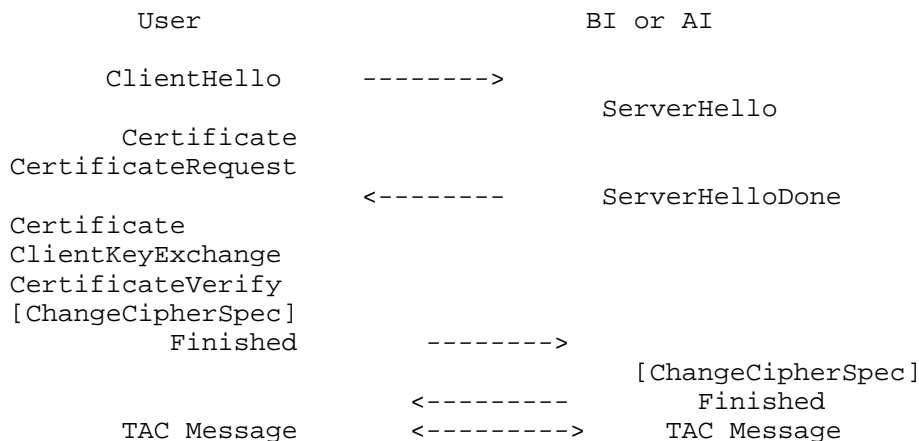 User BI or AI
ClientHello -------->
ServerHello
Certificate
CertificateRequest
<-------- ServerHelloDone
Certificate
ClientKeyExchange
CertificateVerify
[ChangeCipherSpec]
Finished -------->
[ChangeCipherSpec]
<--------- Finished
TAC Message <---------> TAC Message